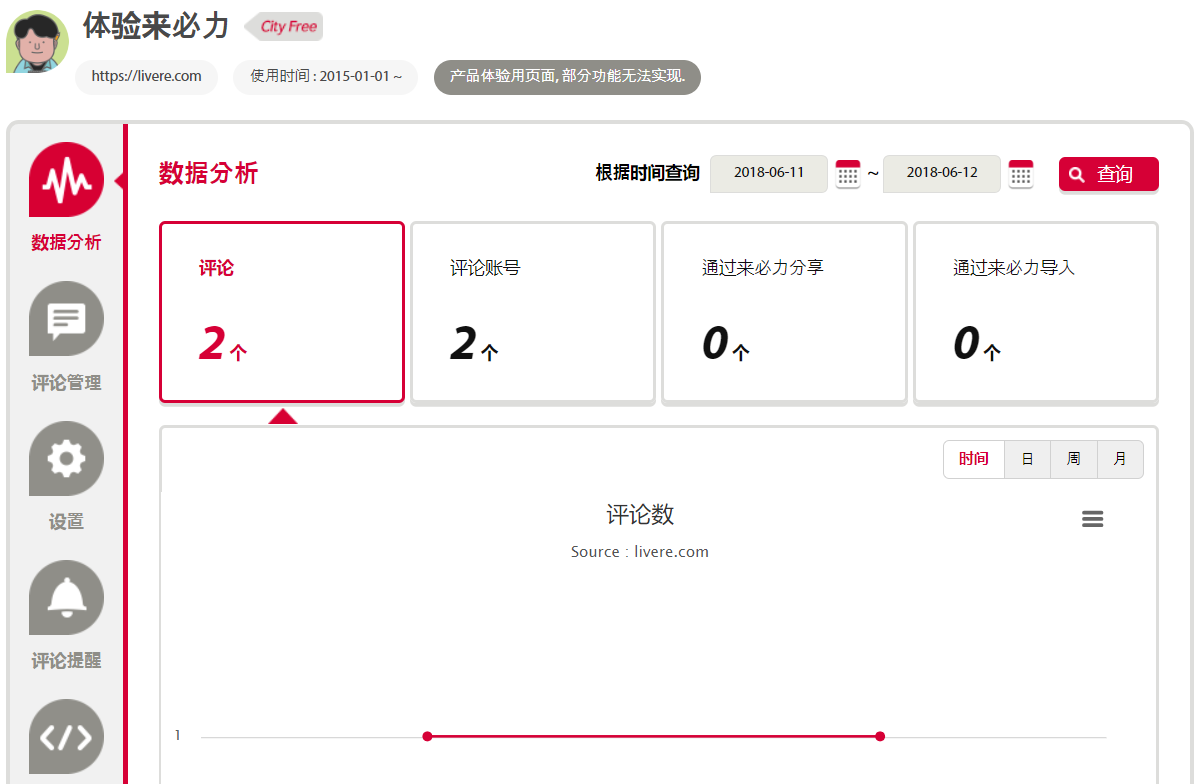 体验来必力 City Free
https://livere.com 使用时间 : 2015-01-01 ~ 产品体验用页面, 部分功能无法实现.
数据分析 根据时间查询 2018-06-11 ~ 2018-06-12 查询
数据分析
评论管理
设置
评论提醒
评论 评论账号 通过来必力分享 通过来必力导入
2 个 2 个 0 个 0 个
时间 日 周 月
评论数
Source : livere.com
1